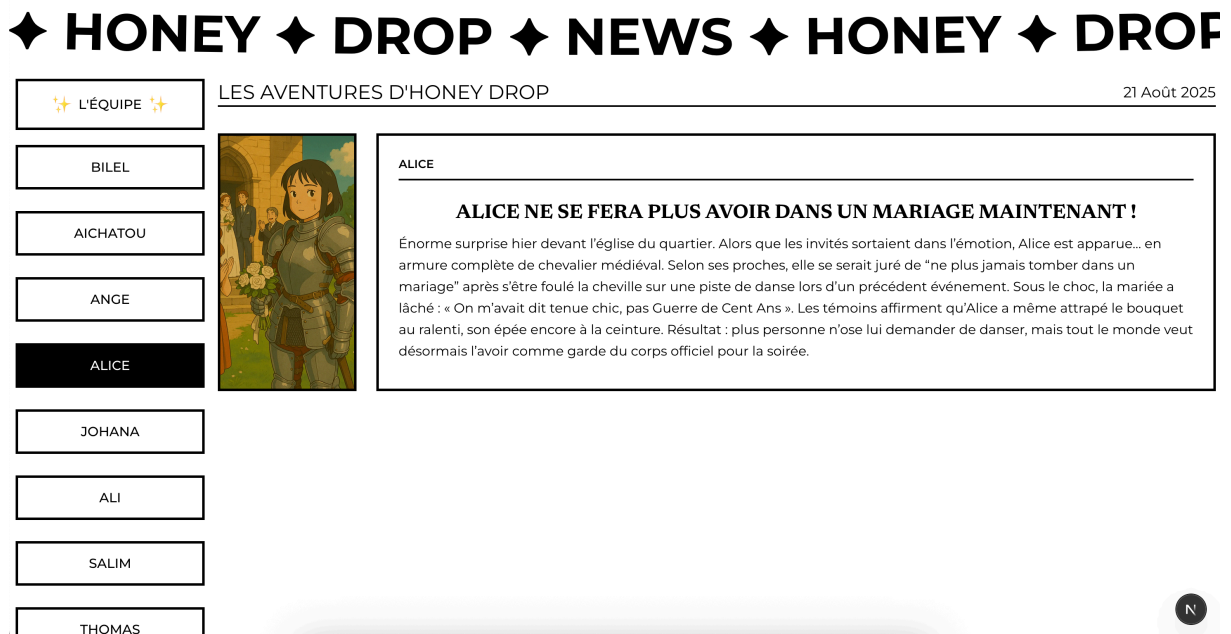 ✦ HONEY ✦ DROP ✦ NEWS ✦ HONEY ✦ DROP
✨ L'ÉQUIPE ✨
BILEL
AICHATOU
ANGE
ALICE
JOHANA
ALI
SALIM
THOMAS
LES AVENTURES D'HONEY DROP
21 Août 2025
ALICE
ALICE NE SE FERA PLUS AVOIR DANS UN MARIAGE MAINTENANT !
Énorme surprise hier devant l’église du quartier. Alors que les invités sortaient dans l’émotion, Alice est apparue… en
armure complète de chevalier médiéval. Selon ses proches, elle se serait juré de “ne plus jamais tomber dans un
mariage” après s’être foulé la cheville sur une piste de danse lors d’un précédent événement. Sous le choc, la mariée a
lâché : « On m’avait dit tenue chic, pas Guerre de Cent Ans ». Les témoins affirment qu’Alice a même attrapé le bouquet
au ralenti, son épée encore à la ceinture. Résultat : plus personne n’ose lui demander de danser, mais tout le monde veut
désormais l’avoir comme garde du corps officiel pour la soirée.
N